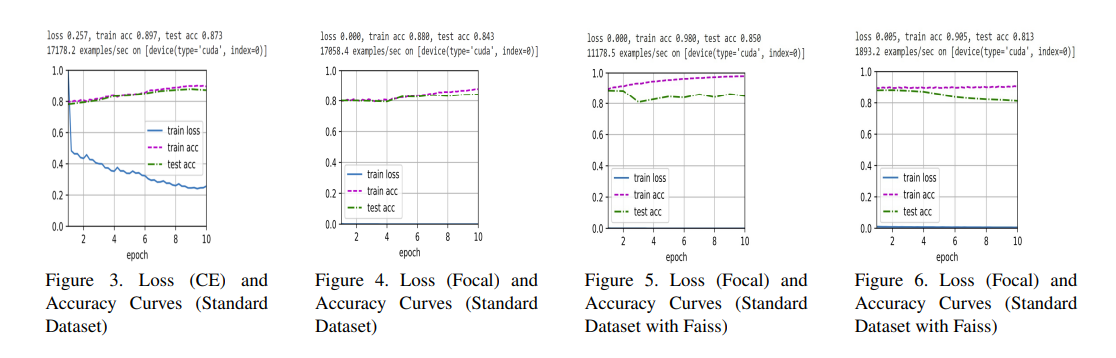 loss 0.257, train acc 0.897, test acc 0.873
17178.2 examples/sec on [device(type='cuda', index=0)]
1.0
0.8
0.6
0.4
0.2
0.0
train loss
train acc
test acc
2 4 6 8 10
epoch
Figure 3. Loss (CE) and
Accuracy Curves (Standard
Dataset)
loss 0.000, train acc 0.880, test acc 0.843
17058.4 examples/sec on [device(type='cuda', index=0)]
1.0
0.8
0.6
0.4
0.2
0.0
train loss
train acc
test acc
2 4 6 8 10
epoch
Figure 4. Loss (Focal) and
Accuracy Curves (Standard
Dataset)
loss 0.000, train acc 0.980, test acc 0.850
11178.5 examples/sec on [device(type='cuda', index=0)]
1.0
0.8
0.6
0.4
0.2
0.0
train loss
train acc
test acc
2 4 6 8 10
epoch
Figure 5. Loss (Focal) and
Accuracy Curves (Standard
Dataset with Faiss)
loss 0.005, train acc 0.905, test acc 0.813
1893.2 examples/sec on [device(type='cuda', index=0)]
1.0
0.8
0.6
0.4
0.2
0.0
train loss
train acc
test acc
2 4 6 8 10
epoch
Figure 6. Loss (Focal) and
Accuracy Curves (Standard
Dataset with Faiss)